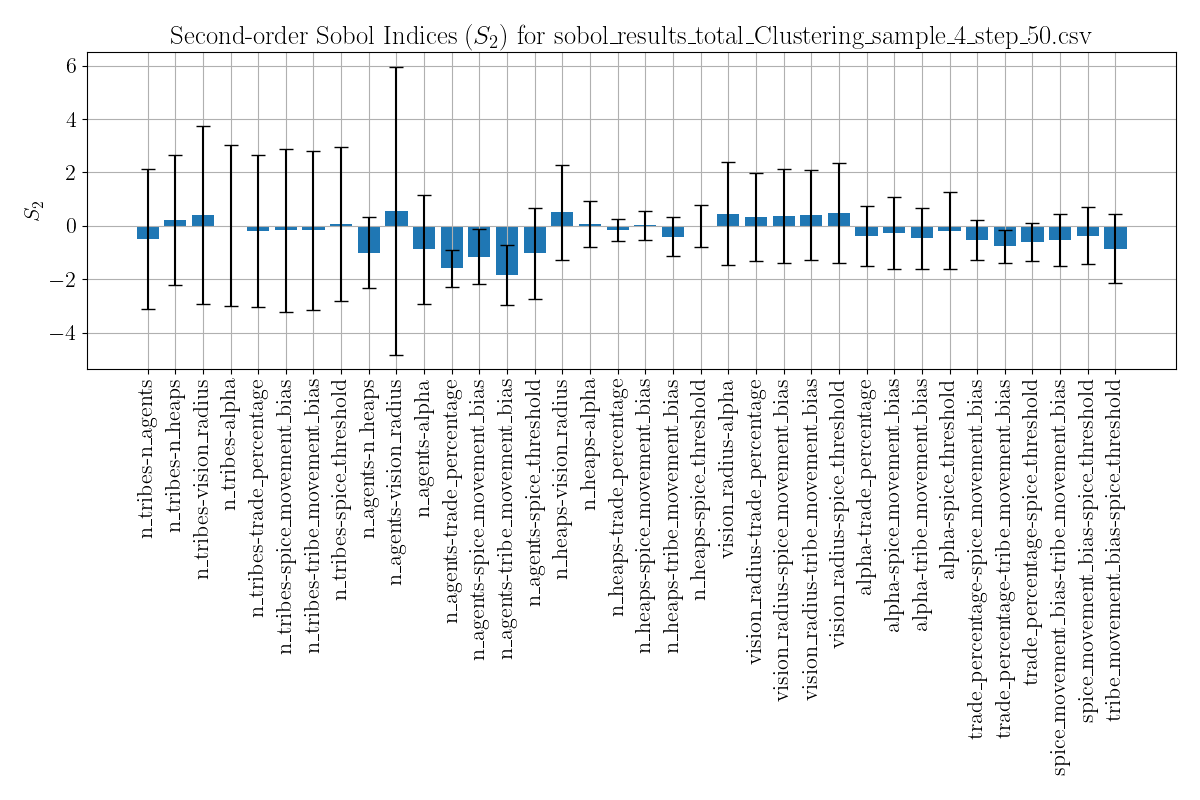 Second-order Sobol Indices (S₂) for sobol_results_total_Clustering_sample_4_step_50.csv
S₂
6
4
2
0
−2
−4
n_tribes-n_agents
n_tribes-n_heaps
n_tribes-vision_radius
n_tribes-alpha
n_tribes-trade_percentage
n_tribes-spice_movement_bias
n_tribes-tribe_movement_bias
n_tribes-spice_threshold
n_agents-n_heaps
n_agents-vision_radius
n_agents-alpha
n_agents-trade_percentage
n_agents-spice_movement_bias
n_agents-tribe_movement_bias
n_agents-spice_threshold
n_heaps-vision_radius
n_heaps-alpha
n_heaps-trade_percentage
n_heaps-spice_movement_bias
n_heaps-tribe_movement_bias
n_heaps-spice_threshold
vision_radius-alpha
vision_radius-trade_percentage
vision_radius-spice_movement_bias
vision_radius-tribe_movement_bias
vision_radius-spice_threshold
alpha-trade_percentage
alpha-spice_movement_bias
alpha-tribe_movement_bias
alpha-spice_threshold
trade_percentage-spice_movement_bias
trade_percentage-tribe_movement_bias
trade_percentage-spice_threshold
spice_movement_bias-tribe_movement_bias
spice_movement_bias-spice_threshold
tribe_movement_bias-spice_threshold